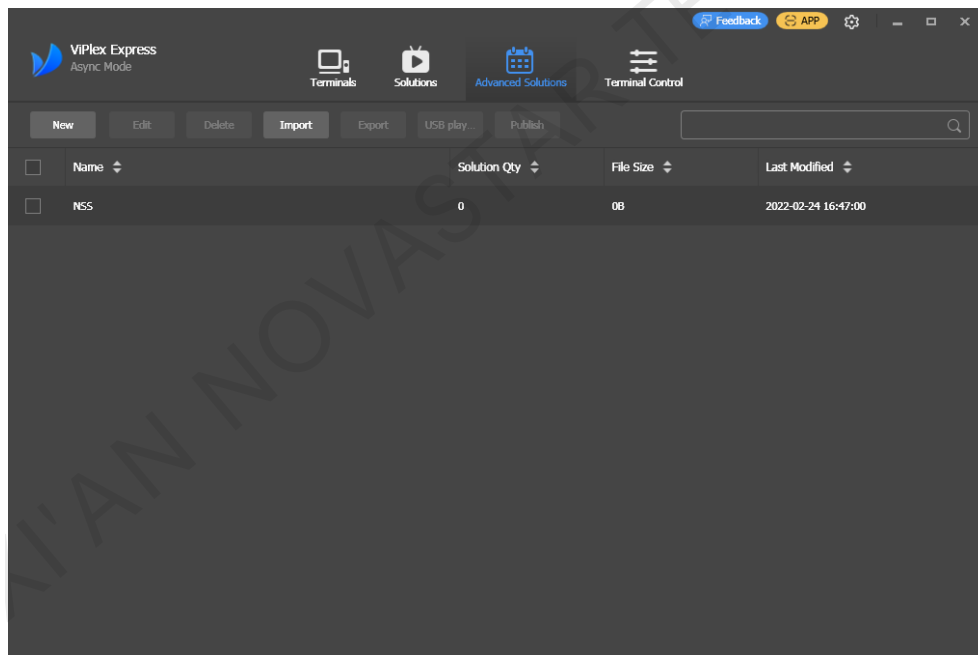 Feedback APP
ViPlex Express
Async Mode
Terminals Solutions Advanced Solutions Terminal Control
New Edit Delete Import Export USB play... Publish
Name Solution Qty File Size Last Modified
NSS 0 0B 2022-02-24 16:47:00
XI'AN NOVASTAR TE